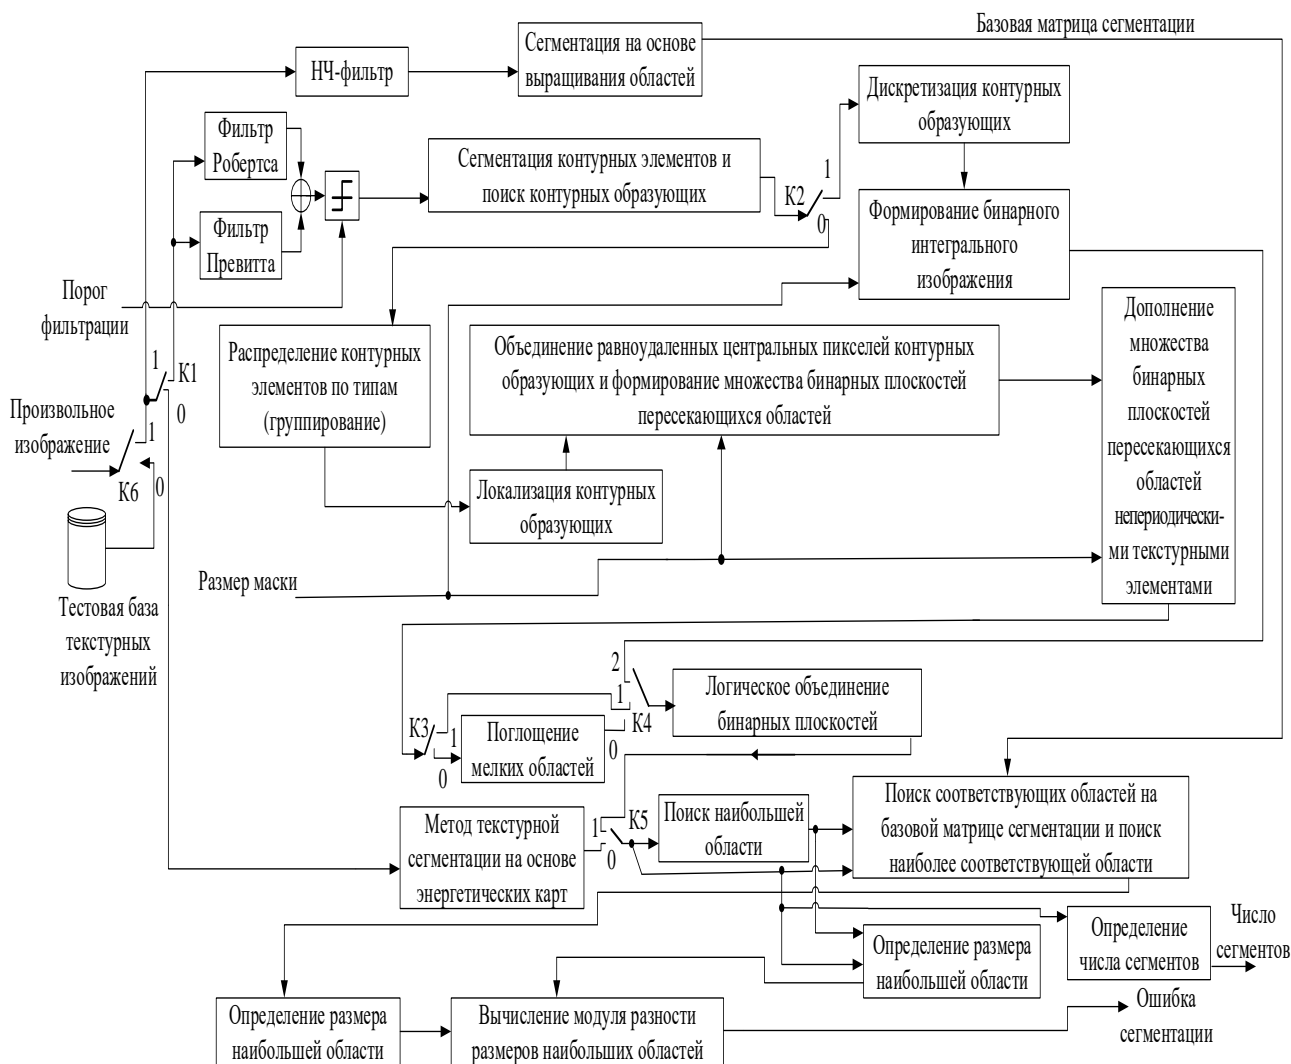 Базовая матрица сегментации
Сегментация на основе
выращивания областей
НЧ-фильтр
Дискретизация контурных
образующих
Фильтр
Робертса
Сегментация контурных элементов и
поиск контурных образующих
1
К2
0
Фильтр
Превитта
Формирование бинарного
интегрального
изображения
Порог
фильтрации
Распределение контурных
элементов по типам
(группирование)
Объединение равноудаленных центральных пикселей контурных
образующих и формирование множества бинарных плоскостей
пересекающихся областей
Дополнение
множества
бинарных
плоскостей
пересекающихся
областей
непериодически-
ми текстурными
элементами
1
К1
0
Произвольное
изображение
1
К6
0
Локализация контурных
образующих
Размер маски
Тестовая база
текстурных
изображений
2
1
К4
0
Логическое объединение
бинарных плоскостей
К3
1
0
Поглощение
мелких областей
Метод текстурной
сегментации на основе
энергетических карт
1
К5
0
Поиск наибольшей
области
Поиск соответствующих областей на
базовой матрице сегментации и поиск
наиболее соответствующей области
Определение
числа сегментов
Число
сегментов
Определение размера
наибольшей области
Определение размера
наибольшей области
Вычисление модуля разности
размеров наибольших областей
Ошибка
сегментации